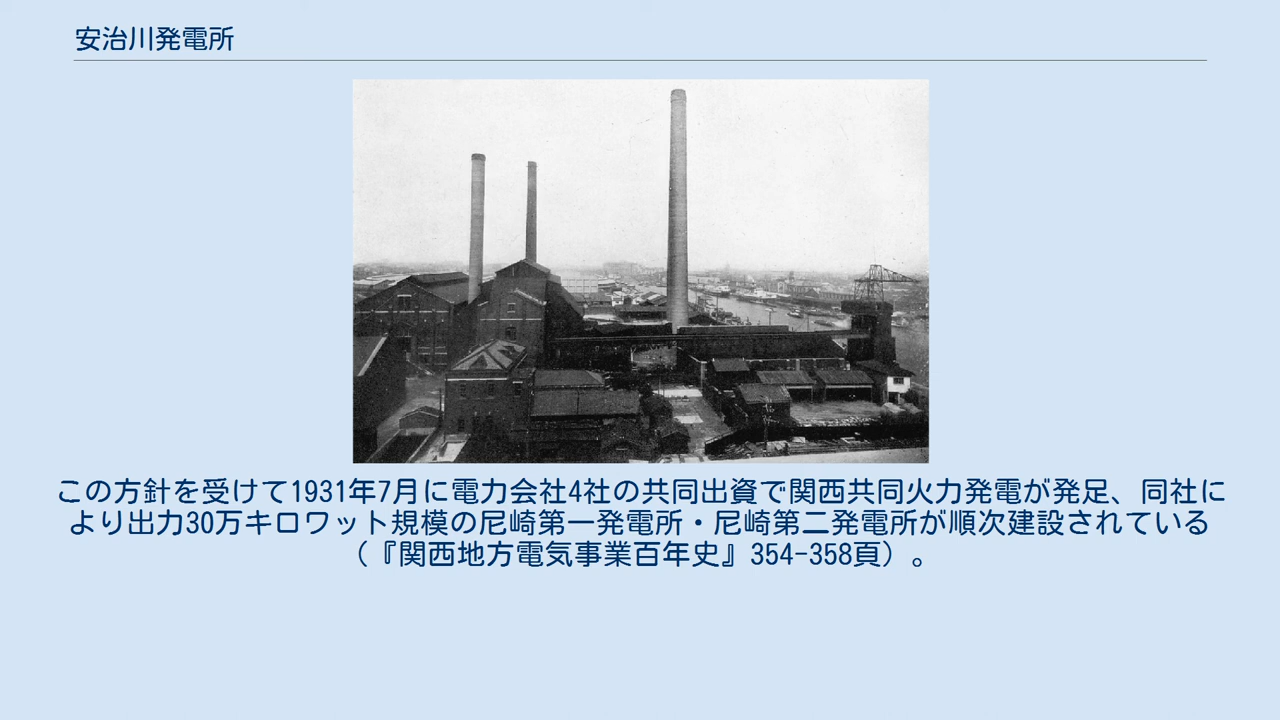 安治川発電所
この方針を受けて1931年7月に電力会社4社の共同出資で関西共同火力発電が発足、同社に
より出力30万キロワット規模の尼崎第一発電所・尼崎第二発電所が順次建設されている
（『関西地方電気事業百年史』354-358頁）。